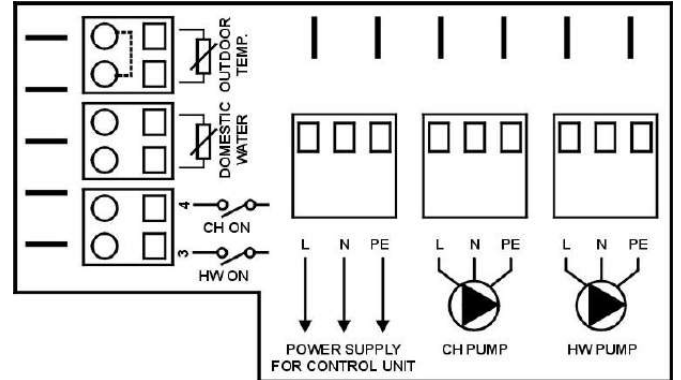 OUTDOOR
TEMP.
DOMESTIC
WATER
4
CH ON
3
HW ON
L N PE
L N PE
L N PE
POWER SUPPLY
FOR CONTROL UNIT
CH PUMP
HW PUMP